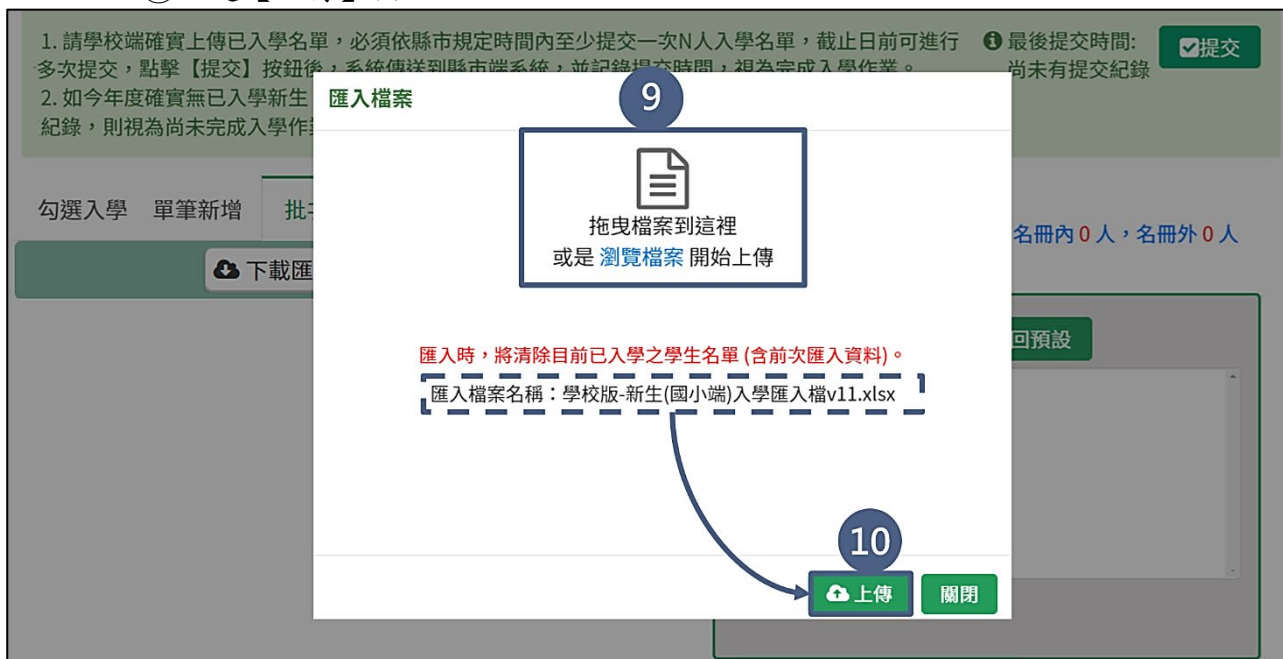 1. 請學校端確實上傳已入學名單，必須依縣市規定時間內至少提交一次N人入學名單，截止日前可進行
多次提交，點擊【提交】按鈕後，系統傳送到縣市端系統，並記錄提交時間，視為完成入學作業。
2. 如今年度確實無已入學新生
紀錄，則視為尚未完成入學作業
最後提交時間:
尚未有提交紀錄
提交
匯入檔案
9
拖曳檔案到這裡
或是 瀏覽檔案 開始上傳
勾選入學 單筆新增
名冊內 0 人，名冊外 0 人
下載匯
回預設
匯入時，將清除目前已入學之學生名單 (含前次匯入資料)。
匯入檔案名稱：學校版-新生(國小端)入學匯入檔v11.xlsx
10
上傳
關閉